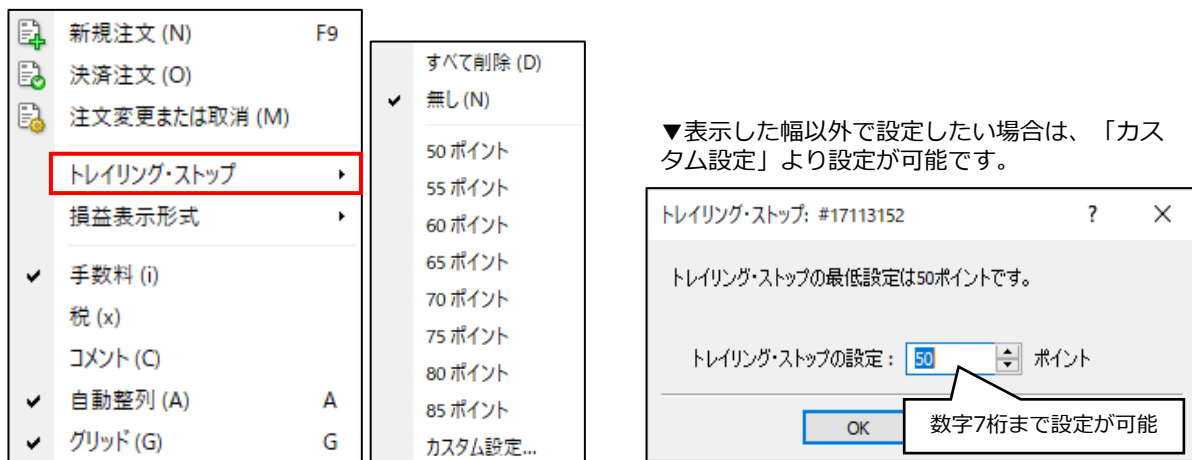 新規注文 (N) F9
決済注文 (O)
注文変更または取消 (M)
トレイリング・ストップ
損益表示形式
手数料 (i)
税 (x)
コメント (C)
自動整列 (A) A
グリッド (G) G
すべて削除 (D)
無し (N)
50 ポイント
55 ポイント
60 ポイント
65 ポイント
70 ポイント
75 ポイント
80 ポイント
85 ポイント
カスタム設定...
▼表示した幅以外で設定したい場合は、「カス
タム設定」より設定が可能です。
トレイリング・ストップ: #17113152 ? ×
トレイリング・ストップの最低設定は50ポイントです。
トレイリング・ストップの設定 : 50 ポイント
OK
数字7桁まで設定が可能